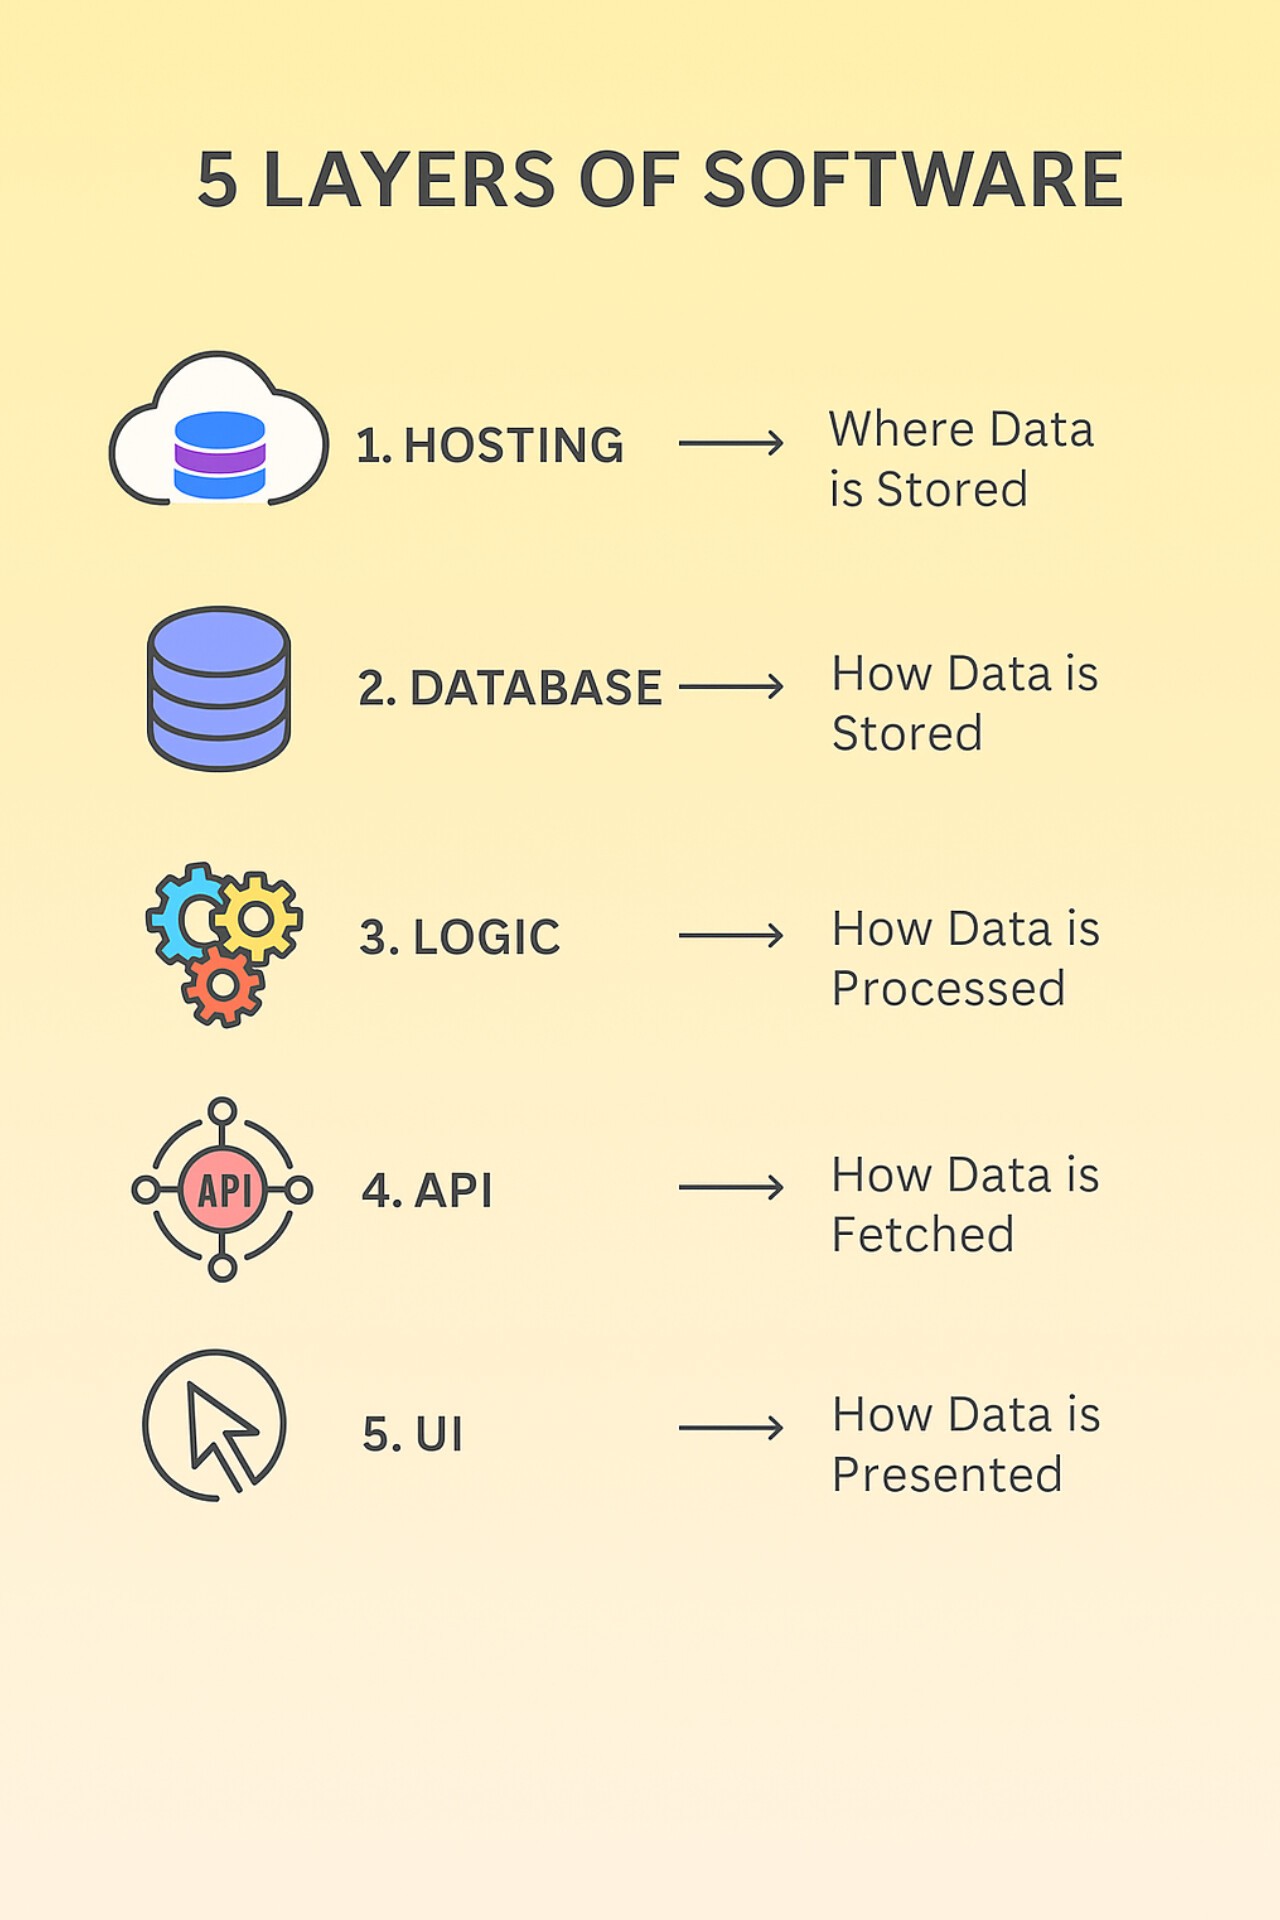 5 LAYERS OF SOFTWARE
1. HOSTING
Where Data
is Stored
2. DATABASE
How Data is
Stored
3. LOGIC
How Data is
Processed
API
4. API
How Data is
Fetched
5. UI
How Data is
Presented